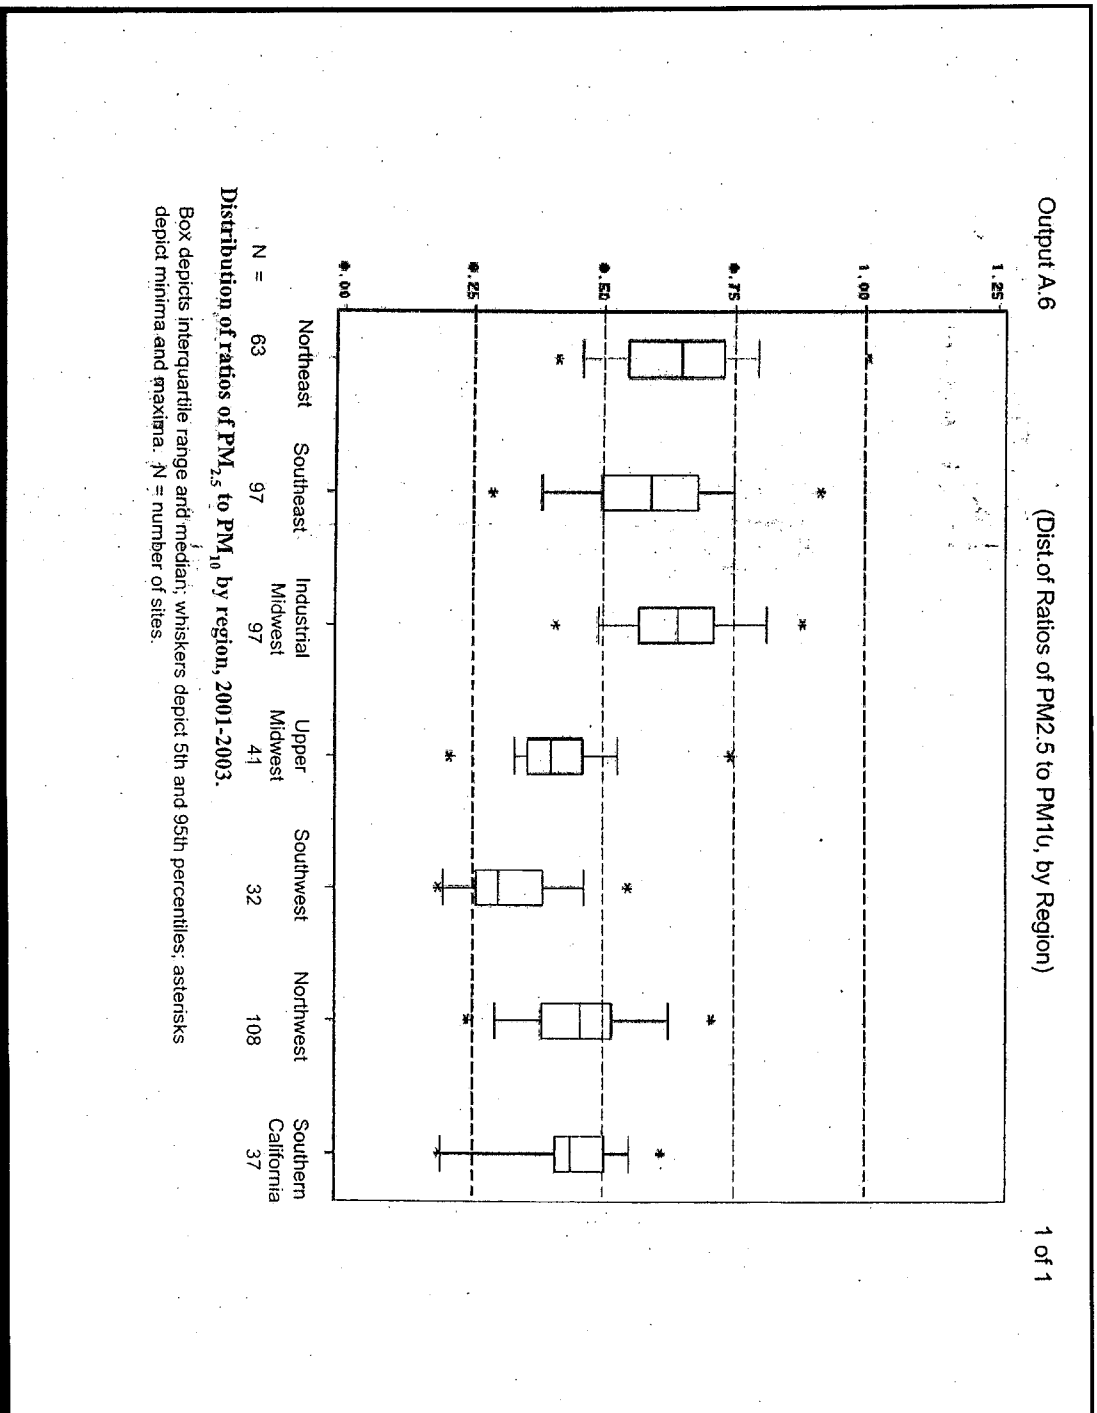 Output A.6 (Dist.of Ratios of PM2.5 to PM10, by Region) 1 of 1
1.25
1.00
0.75
0.50
0.25
0.00
Northeast Southeast Industrial Midwest Upper Midwest Southwest Northwest Southern California
N = 63 97 97 41 32 108 37
Distribution of ratios of PM2.5 to PM10 by region, 2001-2003.
Box depicts interquartile range and median; whiskers depict 5th and 95th percentiles; asterisks
depict minima and maxima. N = number of sites.